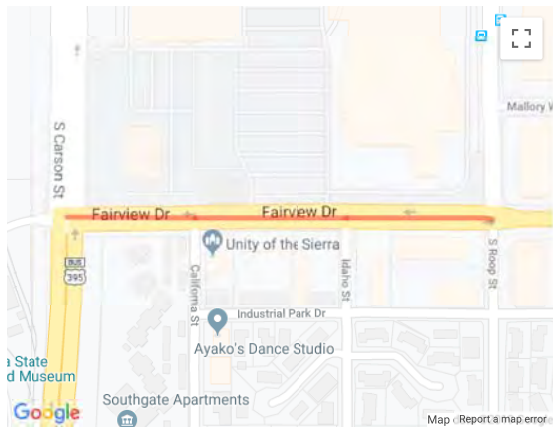 Mallory W
S Carson St
Fairview Dr
Fairview Dr
Unity of the Sierra
S Roop St
BUS
395
California St
Idaho St
Industrial Park Dr
Ayako's Dance Studio
a State
d Museum
Southgate Apartments
Google
Map
Report a map error